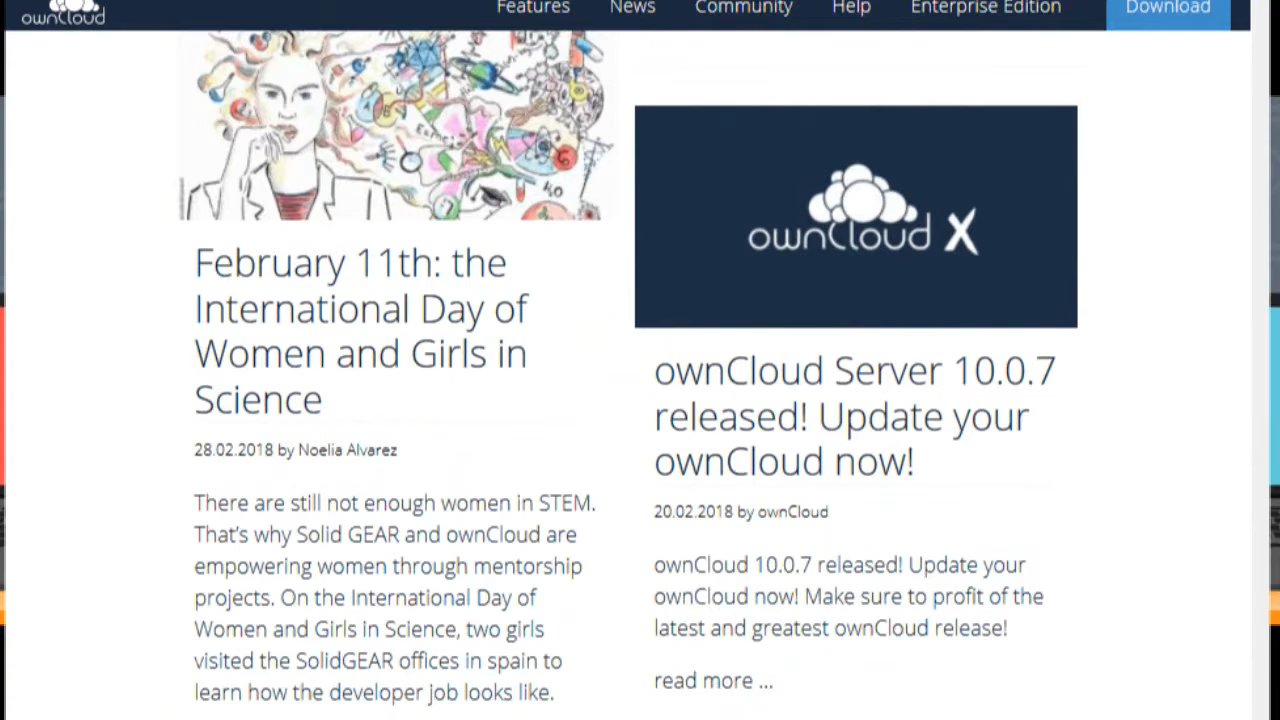 ownCloud
Features
News
Community
Help
Enterprise Edition
Download
February 11th: the
International Day of
Women and Girls in
Science
28.02.2018 by Noelia Alvarez
There are still not enough women in STEM.
That's why Solid GEAR and ownCloud are
empowering women through mentorship
projects. On the International Day of
Women and Girls in Science, two girls
visited the SolidGEAR offices in spain to
learn how the developer job looks like.
ownCloud X
ownCloud Server 10.0.7
released! Update your
ownCloud now!
20.02.2018 by ownCloud
ownCloud 10.0.7 released! Update your
ownCloud now! Make sure to profit of the
latest and greatest ownCloud release!
read more ...